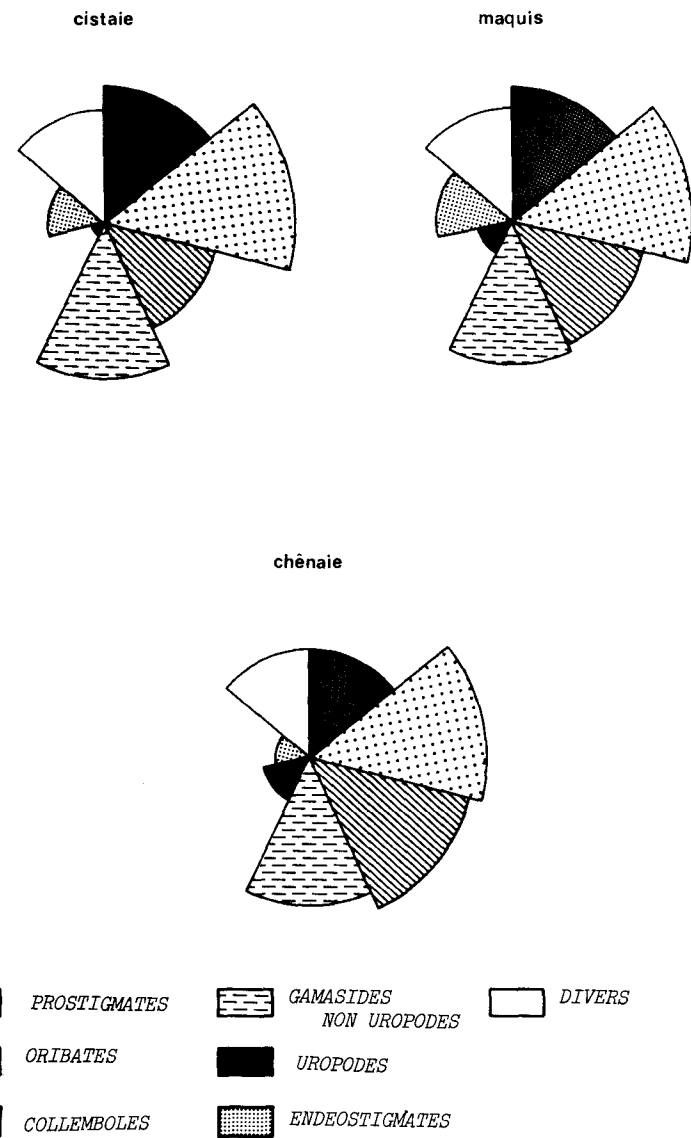 cistaie
maquis
chênaie
PROSTIGMATES
ORIBATES
COLLEMBOLES
GAMASIDES
NON UROPODES
UROPODES
ENDEOSTIGMATES
DIVERS